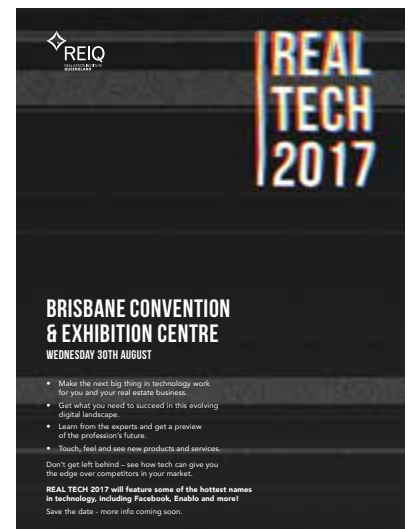 REIQ
REAL ESTATE INSTITUTE
QUEENSLAND
REAL
TECH
2017
BRISBANE CONVENTION
& EXHIBITION CENTRE
WEDNESDAY 30TH AUGUST
• Make the next big thing in technology work
for you and your real estate business.
• Get what you need to succeed in this evolving
digital landscape.
• Learn from the experts and get a preview
of the profession's future.
• Touch, feel and see new products and services.
Don't get left behind – see how tech can give you
the edge over competitors in your market.
REAL TECH 2017 will feature some of the hottest names
in technology, including Facebook, Enablo and more!
Save the date - more info coming soon.